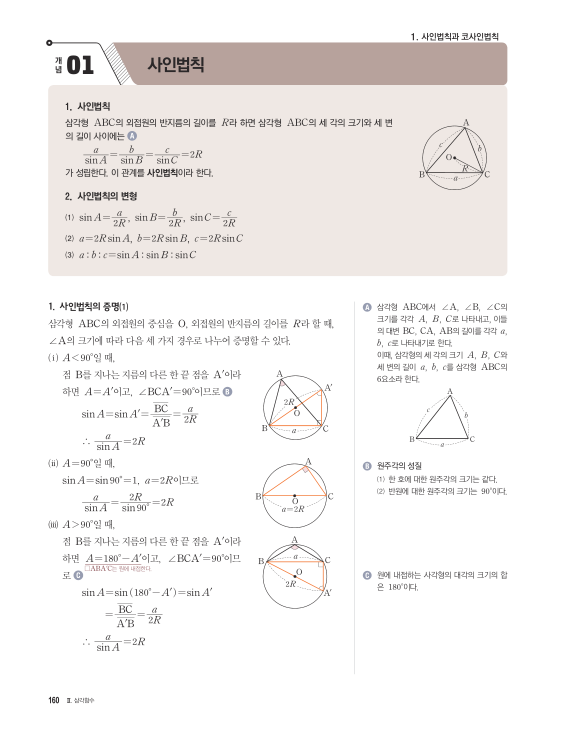 1. 사인법칙과 코사인법칙
개념 01 사인법칙
1. 사인법칙
삼각형 ABC의 외접원의 반지름의 길이를 R라 하면 삼각형 ABC의 세 각의 크기와 세 변
의 길이 사이에는 A
a/sin A = b/sin B = c/sin C = 2R
가 성립한다. 이 관계를 사인법칙이라 한다.
A
c
b
O
R
B
a
C
2. 사인법칙의 변형
(1) sin A = a/2R, sin B = b/2R, sin C = c/2R
(2) a=2R sin A, b=2R sin B, c=2R sin C
(3) a : b : c = sin A : sin B : sin C
1. 사인법칙의 증명(1)
삼각형 ABC의 외접원의 중심을 O, 외접원의 반지름의 길이를 R라 할 때,
∠A의 크기에 따라 다음 세 가지 경우로 나누어 증명할 수 있다.
(i) A<90°일 때,
점 B를 지나는 지름의 다른 한 끝 점을 A′이라
하면 A=A′이고, ∠BCA′=90°이므로 B
sin A = sin A′ = BC/A′B = a/2R
∴ a/sin A = 2R
A
A′
2R
O
B
a
C
(ii) A=90°일 때,
sin A = sin 90° = 1, a=2R이므로
a/sin A = 2R/sin 90° = 2R
A
B
O
C
a=2R
(iii) A>90°일 때,
점 B를 지나는 지름의 다른 한 끝 점을 A′이라
하면 A=180°-A′이고, ∠BCA′=90°이므
□ABA′C는 원에 내접한다.
로 C
sin A = sin (180°-A′) = sin A′
= BC/A′B = a/2R
∴ a/sin A = 2R
A
B
a
C
O
2R
A′
A 삼각형 ABC에서 ∠A, ∠B, ∠C의
크기를 각각 A, B, C로 나타내고, 이들
의 대변 BC, CA, AB의 길이를 각각 a,
b, c로 나타내기로 한다.
이때, 삼각형의 세 각의 크기 A, B, C와
세 변의 길이 a, b, c를 삼각형 ABC의
6요소라 한다.
A
c
b
B
a
C
B 원주각의 성질
(1) 한 호에 대한 원주각의 크기는 같다.
(2) 반원에 대한 원주각의 크기는 90°이다.
C 원에 내접하는 사각형의 대각의 크기의 합
은 180°이다.
160 II. 삼각함수